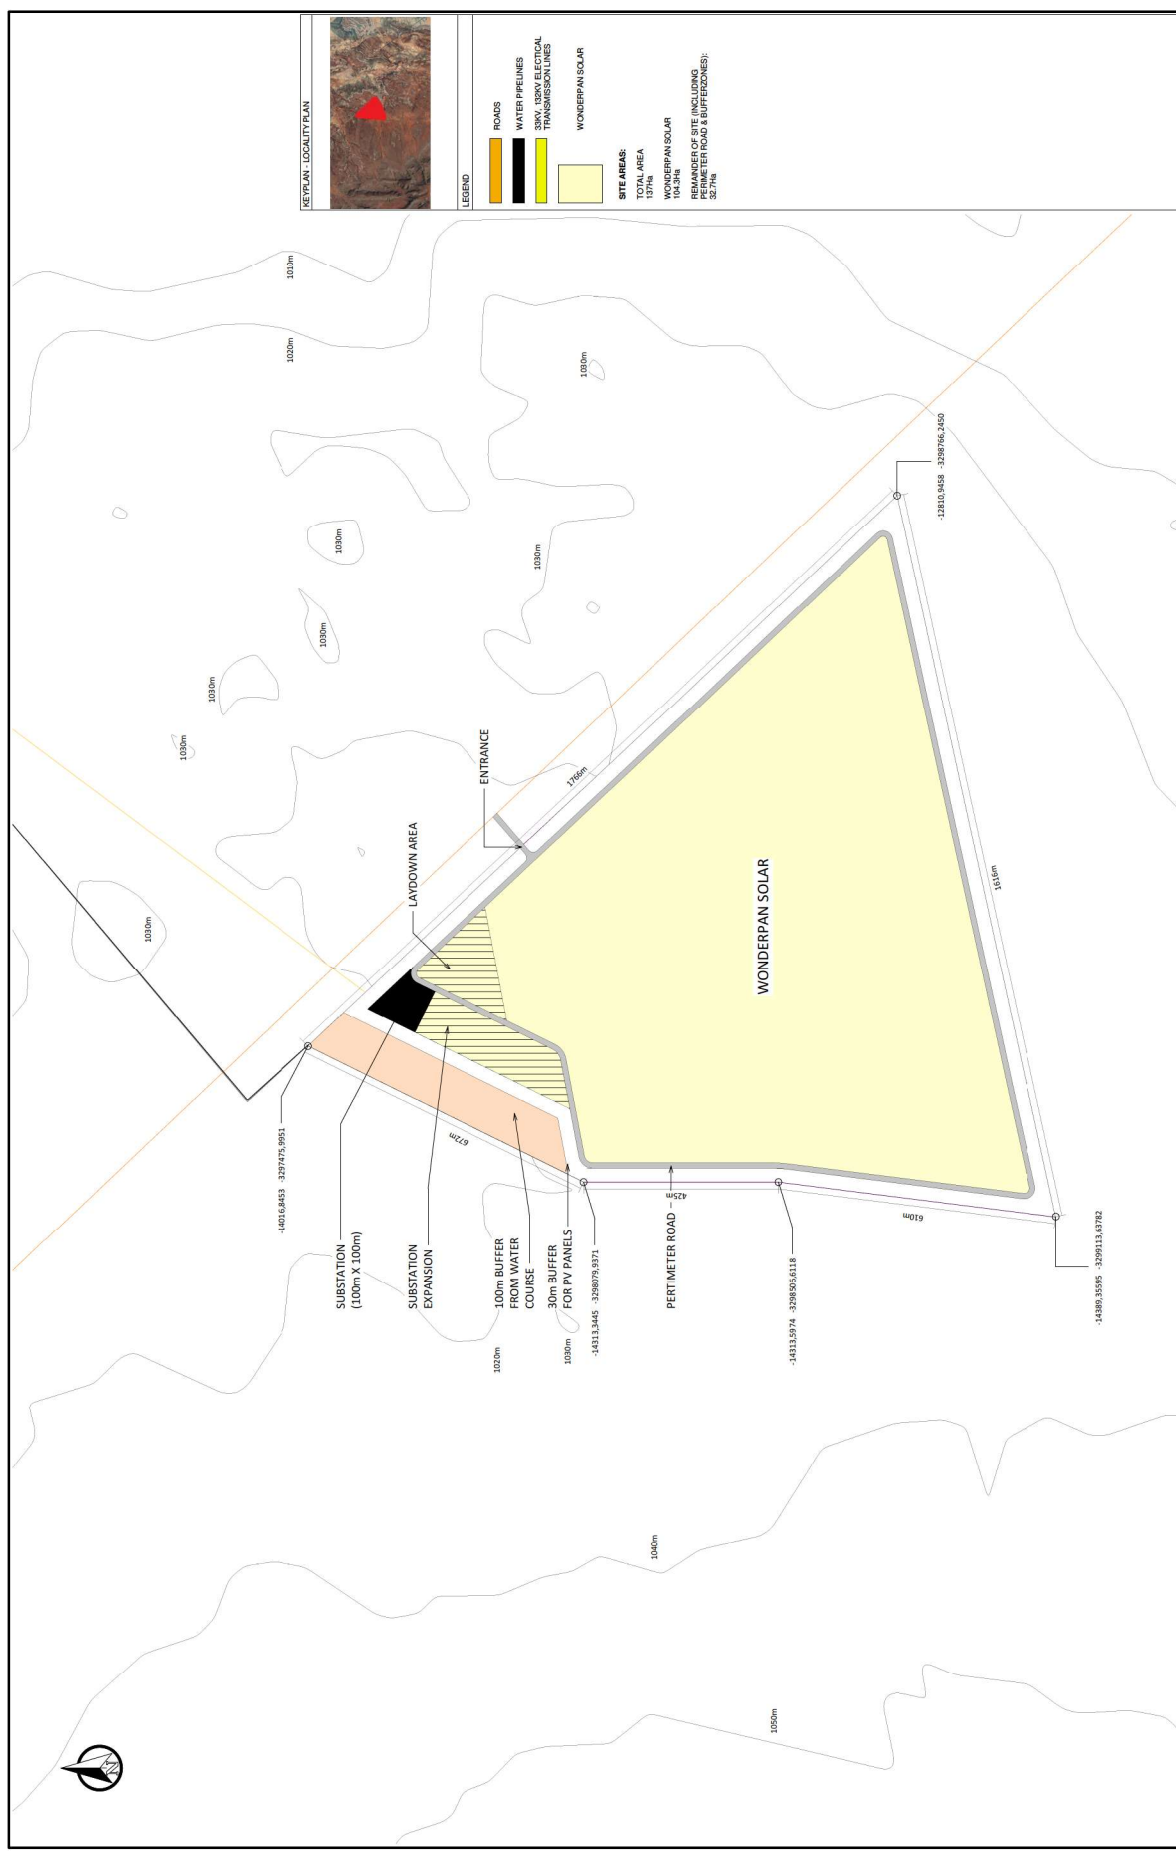 KEYPLAN - LOCALITY PLAN
LEGEND
ROADS
WATER PIPELINES
33KV, 132KV ELECTICAL
TRANSMISSION LINES
WONDERPAN SOLAR
SITE AREAS:
TOTAL AREA
137Ha
WONDERPAN SOLAR
104.3Ha
REMAINDER OF SITE (INCLUDING
PERIMETER ROAD & BUFFERZONES):
32.7Ha
1010m
1020m
1030m
1030m
1030m
1030m
1030m
1030m
1030m
ENTRANCE
LAYDOWN AREA
1766m
-12810,9458 -3298766,2450
WONDERPAN SOLAR
1616m
-14016,8453 -3297475,9951
672m
SUBSTATION
(100m X 100m)
SUBSTATION
EXPANSION
100m BUFFER
FROM WATER
COURSE
30m BUFFER
FOR PV PANELS
1020m
1030m
-14313,3445 -3298079,9371
PERIMETER ROAD
425m
-14313,5974 -3298505,6118
610m
-14389,35595 -3299113,63782
1040m
1050m
N